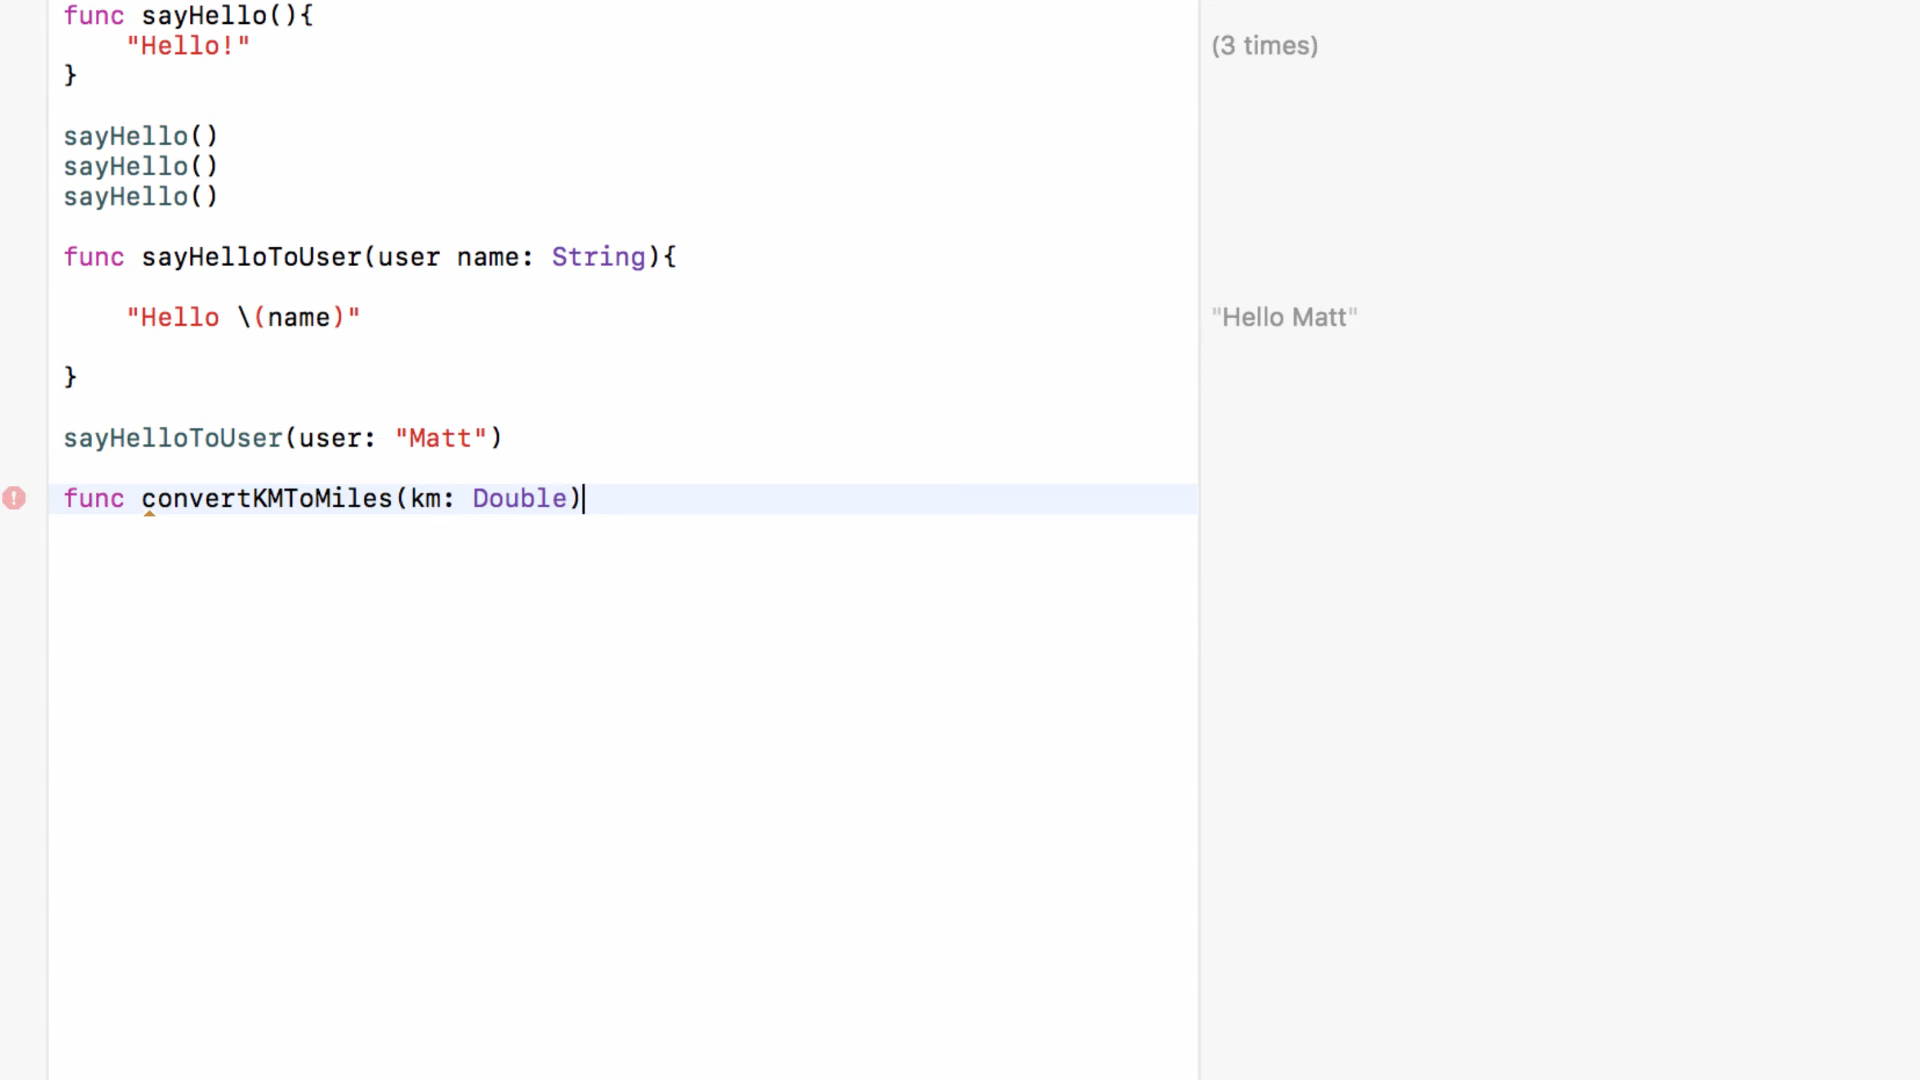 func sayHello(){
    "Hello!"
(3 times)
}
sayHello()
sayHello()
sayHello()
func sayHelloToUser(user name: String){
    "Hello \(name)"
"Hello Matt"
}
sayHelloToUser(user: "Matt")
func convertKMToMiles(km: Double)